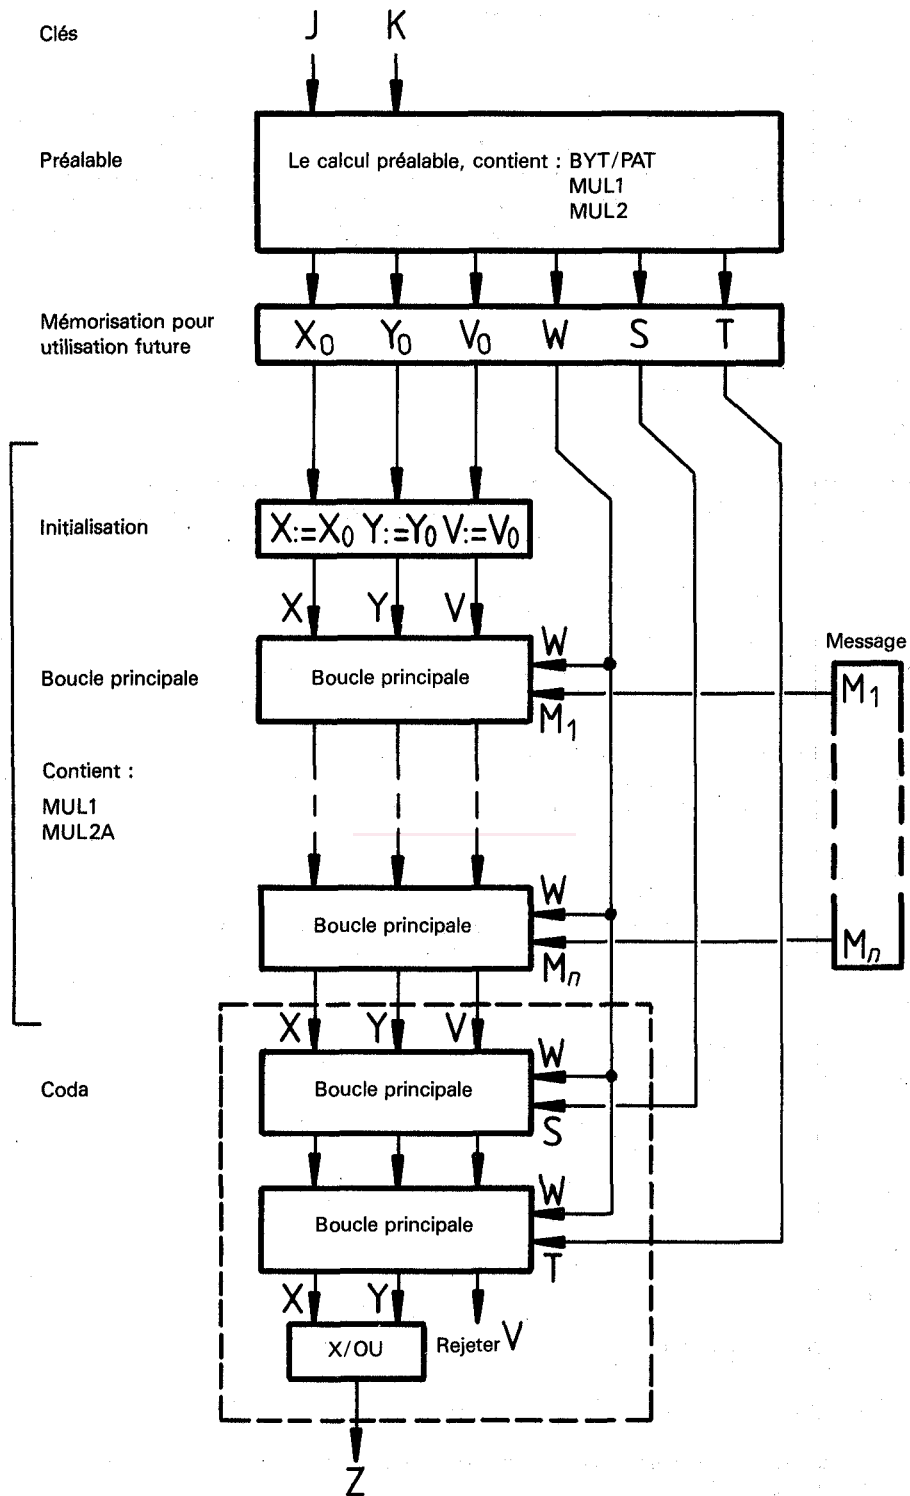 Clés J K
Préalable Le calcul préalable, contient : BYT/PAT
MUL1
MUL2
Mémorisation pour
utilisation future
X0 Y0 V0 W S T
Initialisation X:=X0 Y:=Y0 V:=V0
X Y V
W
Message
Boucle principale Boucle principale M1
M1
Contient :
MUL1
MUL2A
W
Boucle principale
Mn
Mn
X Y V
W
Coda Boucle principale
S
W
Boucle principale
T
X Y
X/OU Rejeter V
Z